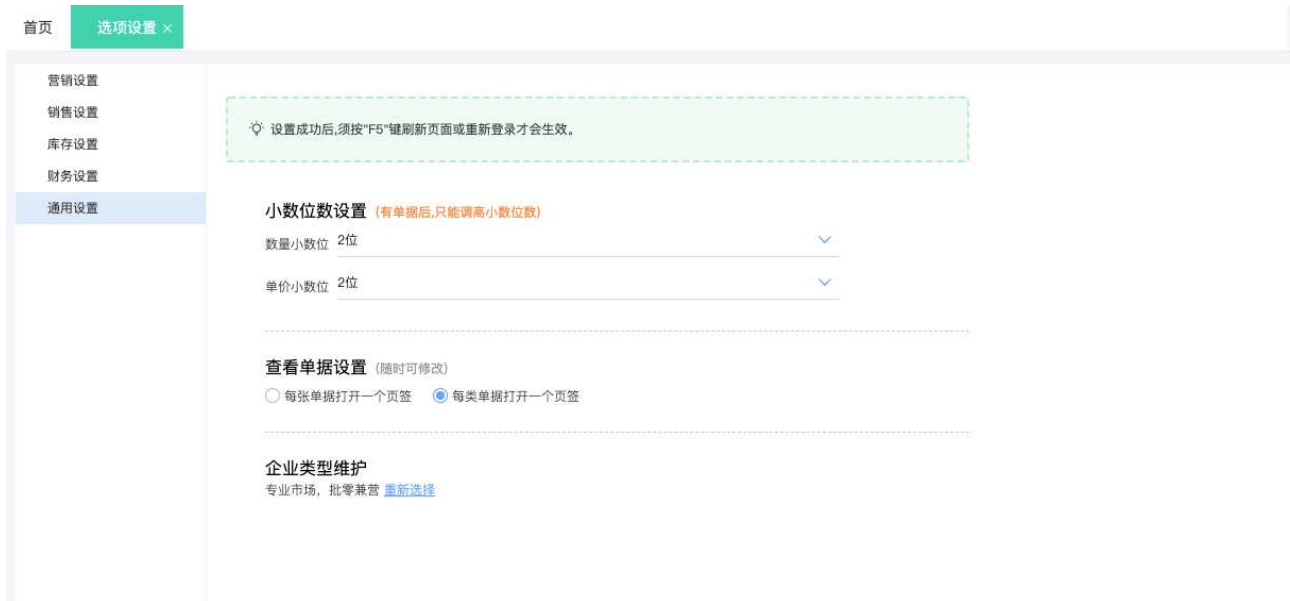 首页 选项设置 ×
营销设置
销售设置
库存设置
财务设置
通用设置
设置成功后,须按"F5"键刷新页面或重新登录才会生效。
小数位数设置 (有单据后,只能调高小数位数)
数量小数位 2位
单价小数位 2位
查看单据设置 (随时可修改)
每张单据打开一个页签 每类单据打开一个页签
企业类型维护
专业市场，批零兼营 重新选择